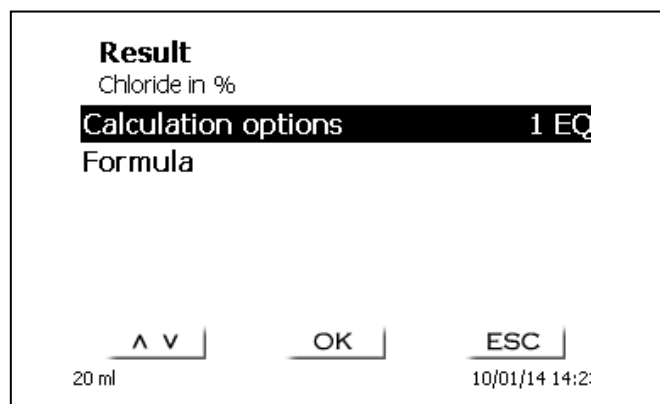 Result
Chloride in %
Calculation options 1 EQ
Formula
∧ ∨ OK ESC
20 ml 10/01/14 14:2